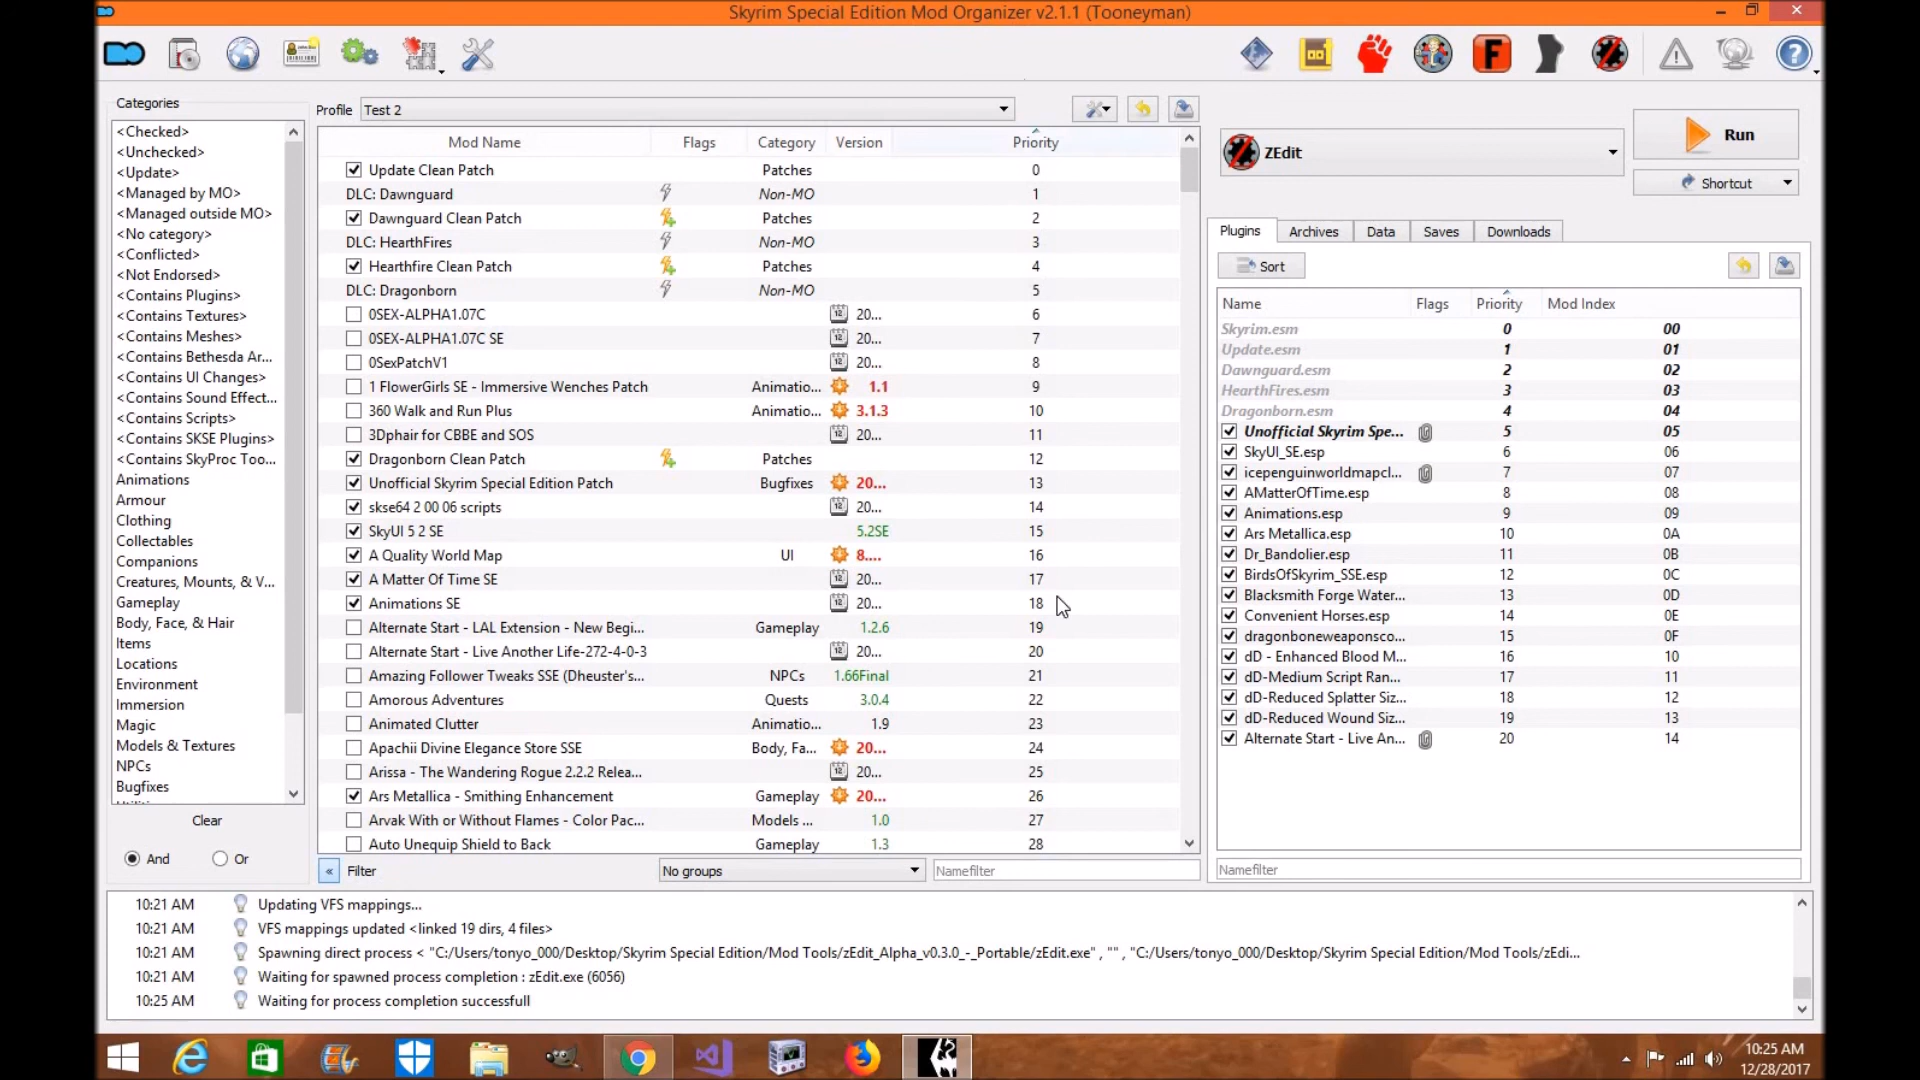 Skyrim Special Edition Mod Organizer v2.1.1 (Tooneyman)
Categories
<Checked>
<Unchecked>
<Update>
<Managed by MO>
<Managed outside MO>
<No category>
<Conflicted>
<Not Endorsed>
<Contains Plugins>
<Contains Textures>
<Contains Meshes>
<Contains Bethesda Ar...
<Contains UI Changes>
<Contains Sound Effect...
<Contains Scripts>
<Contains SKSE Plugins>
<Contains SkyProc Too...
Animations
Armour
Clothing
Collectables
Companions
Creatures, Mounts, & V...
Gameplay
Body, Face, & Hair
Items
Locations
Environment
Immersion
Magic
Models & Textures
NPCs
Bugfixes
Clear
And Or
Profile Test 2
Mod Name Flags Category Version Priority
Update Clean Patch Patches 0
DLC: Dawnguard Non-MO 1
Dawnguard Clean Patch Patches 2
DLC: HearthFires Non-MO 3
Hearthfire Clean Patch Patches 4
DLC: Dragonborn Non-MO 5
0SEX-ALPHA1.07C 20... 6
0SEX-ALPHA1.07C SE 20... 7
0SexPatchV1 20... 8
1 FlowerGirls SE - Immersive Wenches Patch Animatio... 1.1 9
360 Walk and Run Plus Animatio... 3.1.3 10
3Dphair for CBBE and SOS 20... 11
Dragonborn Clean Patch Patches 12
Unofficial Skyrim Special Edition Patch Bugfixes 20... 13
skse64 2 00 06 scripts 20... 14
SkyUI 5 2 SE 5.2SE 15
A Quality World Map UI 8.... 16
A Matter Of Time SE 20... 17
Animations SE 20... 18
Alternate Start - LAL Extension - New Begi... Gameplay 1.2.6 19
Alternate Start - Live Another Life-272-4-0-3 20... 20
Amazing Follower Tweaks SSE (Dheuster's... NPCs 1.66Final 21
Amorous Adventures Quests 3.0.4 22
Animated Clutter Animatio... 1.9 23
Apachii Divine Elegance Store SSE Body, Fa... 20... 24
Arissa - The Wandering Rogue 2.2.2 Relea... 20... 25
Ars Metallica - Smithing Enhancement Gameplay 20... 26
Arvak With or Without Flames - Color Pac... Models ... 1.0 27
Auto Unequip Shield to Back Gameplay 1.3 28
« Filter No groups Namefilter
ZEdit
Run
Shortcut
Plugins Archives Data Saves Downloads
Sort
Name Flags Priority Mod Index
Skyrim.esm 0 00
Update.esm 1 01
Dawnguard.esm 2 02
HearthFires.esm 3 03
Dragonborn.esm 4 04
Unofficial Skyrim Spe... 5 05
SkyUI_SE.esp 6 06
icepenguinworldmapcl... 7 07
AMatterOfTime.esp 8 08
Animations.esp 9 09
Ars Metallica.esp 10 0A
Dr_Bandolier.esp 11 0B
BirdsOfSkyrim_SSE.esp 12 0C
Blacksmith Forge Water... 13 0D
Convenient Horses.esp 14 0E
dragonboneweaponsco... 15 0F
dD - Enhanced Blood M... 16 10
dD-Medium Script Ran... 17 11
dD-Reduced Splatter Siz... 18 12
dD-Reduced Wound Siz... 19 13
Alternate Start - Live An... 20 14
Namefilter
10:21 AM Updating VFS mappings...
10:21 AM VFS mappings updated <linked 19 dirs, 4 files>
10:21 AM Spawning direct process < "C:/Users/tonyo_000/Desktop/Skyrim Special Edition/Mod Tools/zEdit_Alpha_v0.3.0_-_Portable/zEdit.exe" , "" , "C:/Users/tonyo_000/Desktop/Skyrim Special Edition/Mod Tools/zEdi...
10:21 AM Waiting for spawned process completion : zEdit.exe (6056)
10:25 AM Waiting for process completion successfull
10:25 AM
12/28/2017